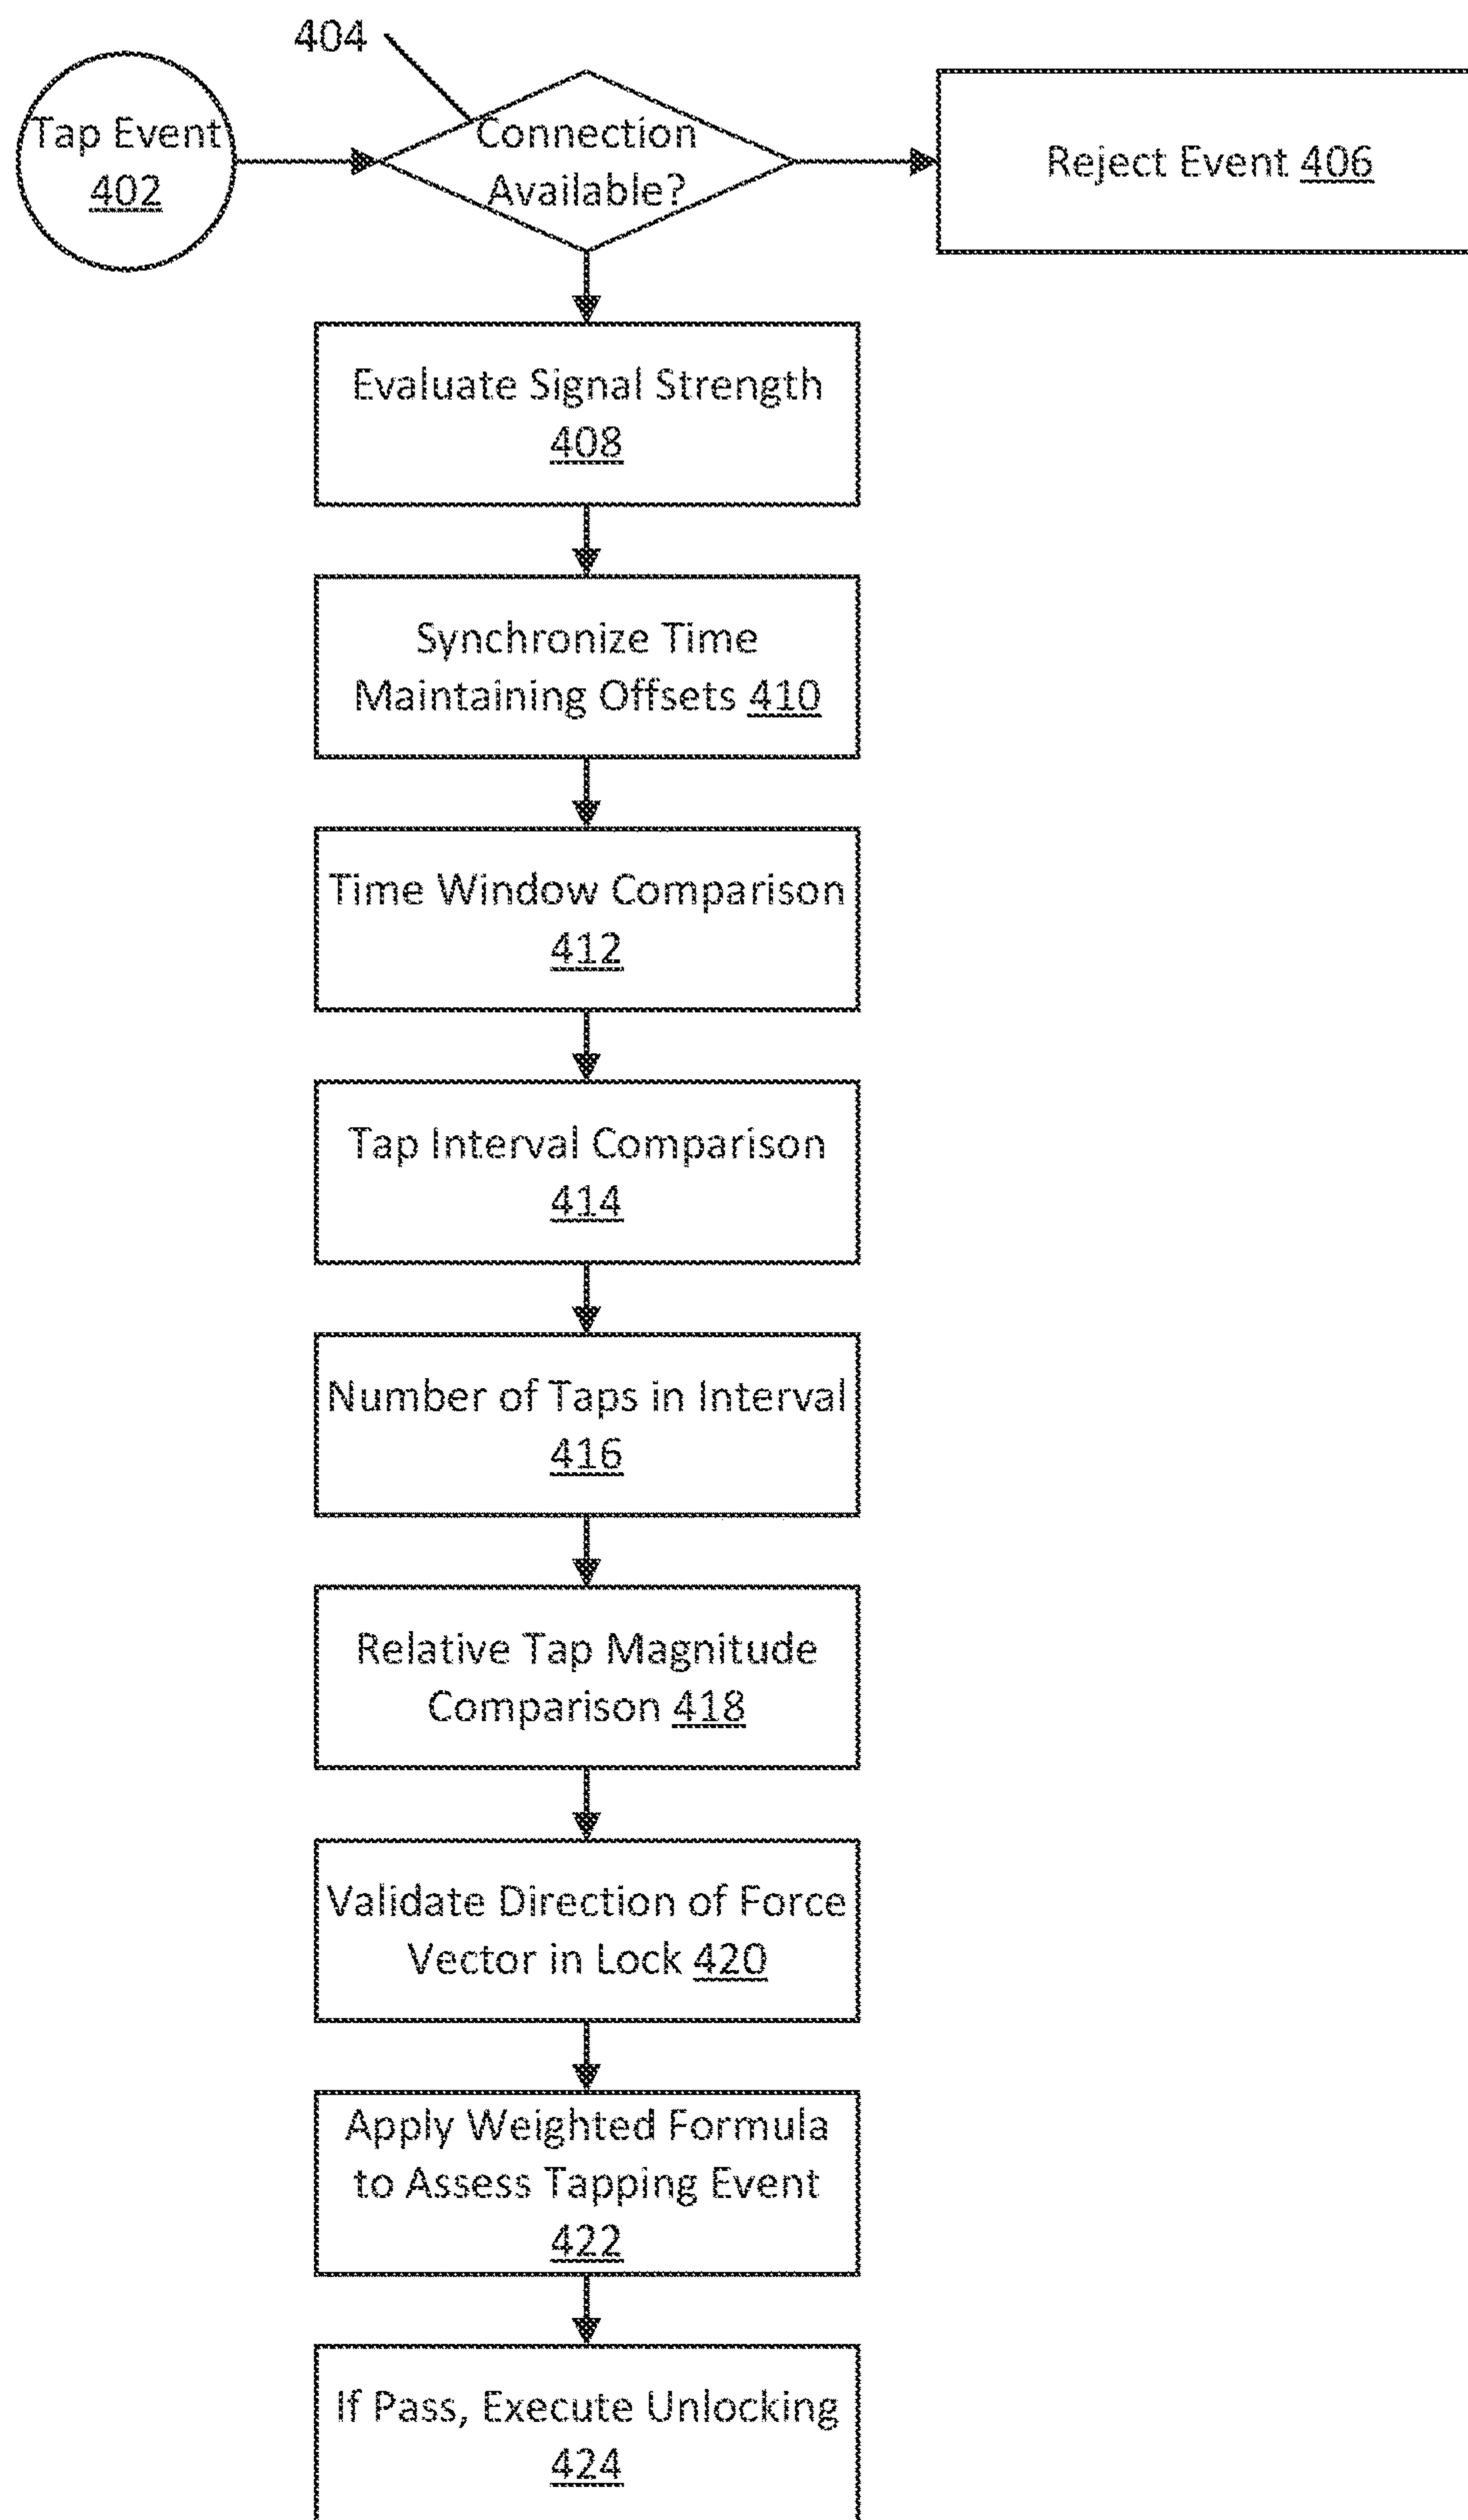 404
Tap Event
402
Connection
Available?
Reject Event 406
Evaluate Signal Strength
408
Synchronize Time
Maintaining Offsets 410
Time Window Comparison
412
Tap Interval Comparison
414
Number of Taps in Interval
416
Relative Tap Magnitude
Comparison 418
Validate Direction of Force
Vector in Lock 420
Apply Weighted Formula
to Assess Tapping Event
422
If Pass, Execute Unlocking
424